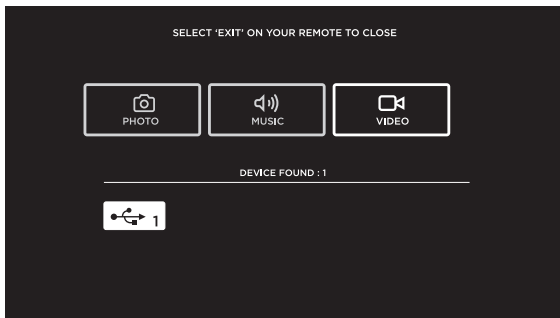 SELECT ‘EXIT’ ON YOUR REMOTE TO CLOSE
PHOTO
MUSIC
VIDEO
DEVICE FOUND : 1
1